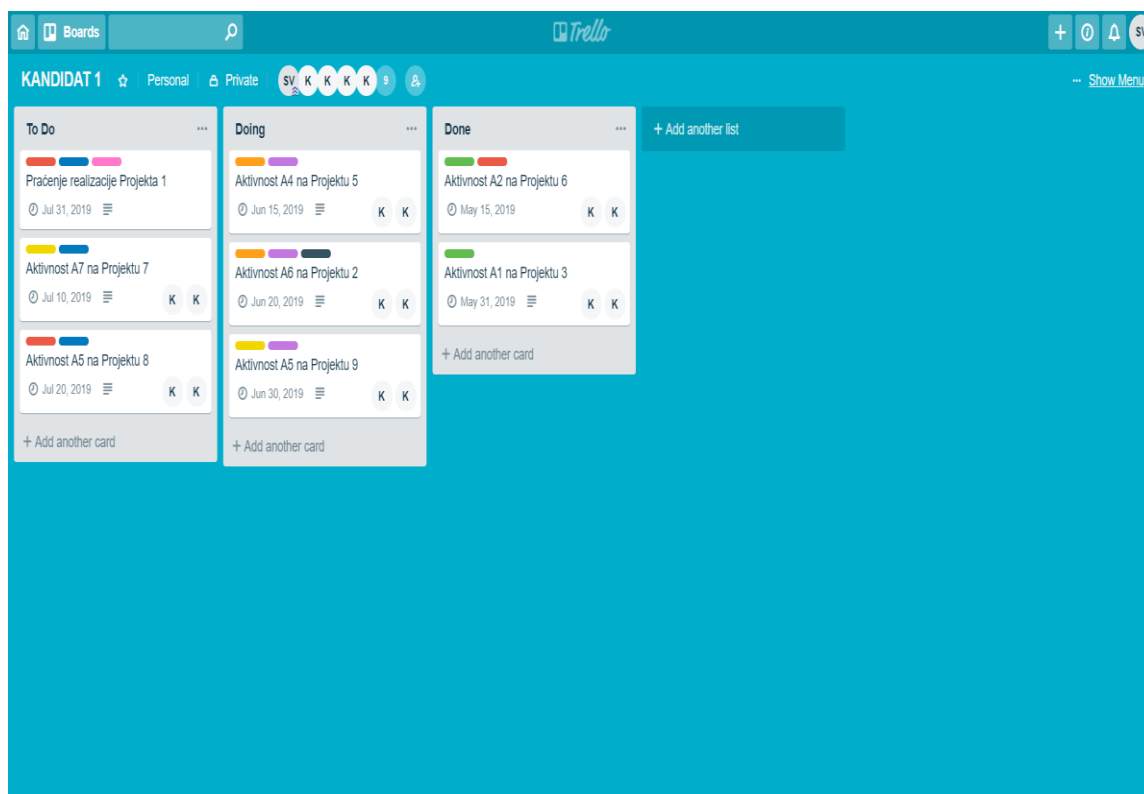 Boards
Trello
SV
KANDIDAT 1
Personal
Private
SV K K K K 9
Show Menu
To Do
Praćenje realizacije Projekta 1
Jul 31, 2019
Aktivnost A7 na Projektu 7
Jul 10, 2019 K K
Aktivnost A5 na Projektu 8
Jul 20, 2019 K K
+ Add another card
Doing
Aktivnost A4 na Projektu 5
Jun 15, 2019 K K
Aktivnost A6 na Projektu 2
Jun 20, 2019 K K
Aktivnost A5 na Projektu 9
Jun 30, 2019 K K
+ Add another card
Done
Aktivnost A2 na Projektu 6
May 15, 2019 K K
Aktivnost A1 na Projektu 3
May 31, 2019 K K
+ Add another card
+ Add another list